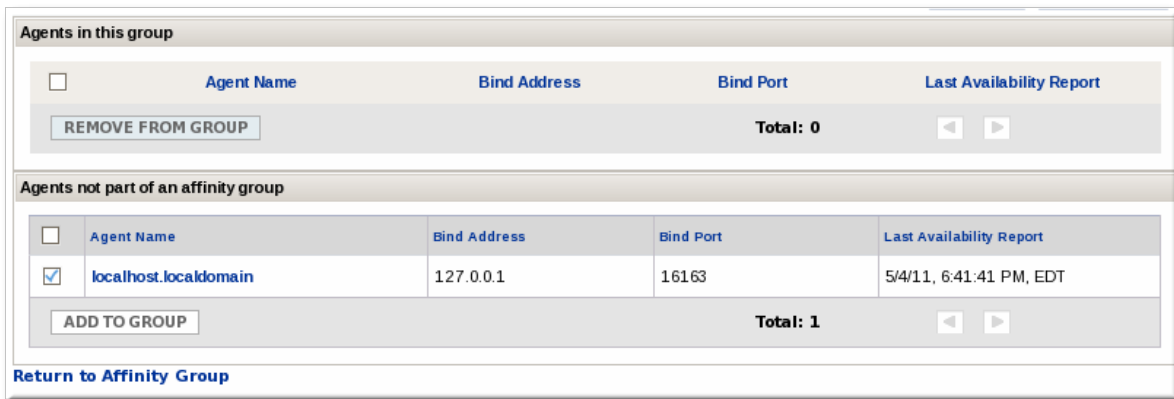 Agents in this group
Agent Name Bind Address Bind Port Last Availability Report
REMOVE FROM GROUP Total: 0
Agents not part of an affinity group
Agent Name Bind Address Bind Port Last Availability Report
localhost.localdomain 127.0.0.1 16163 5/4/11, 6:41:41 PM, EDT
ADD TO GROUP Total: 1
Return to Affinity Group